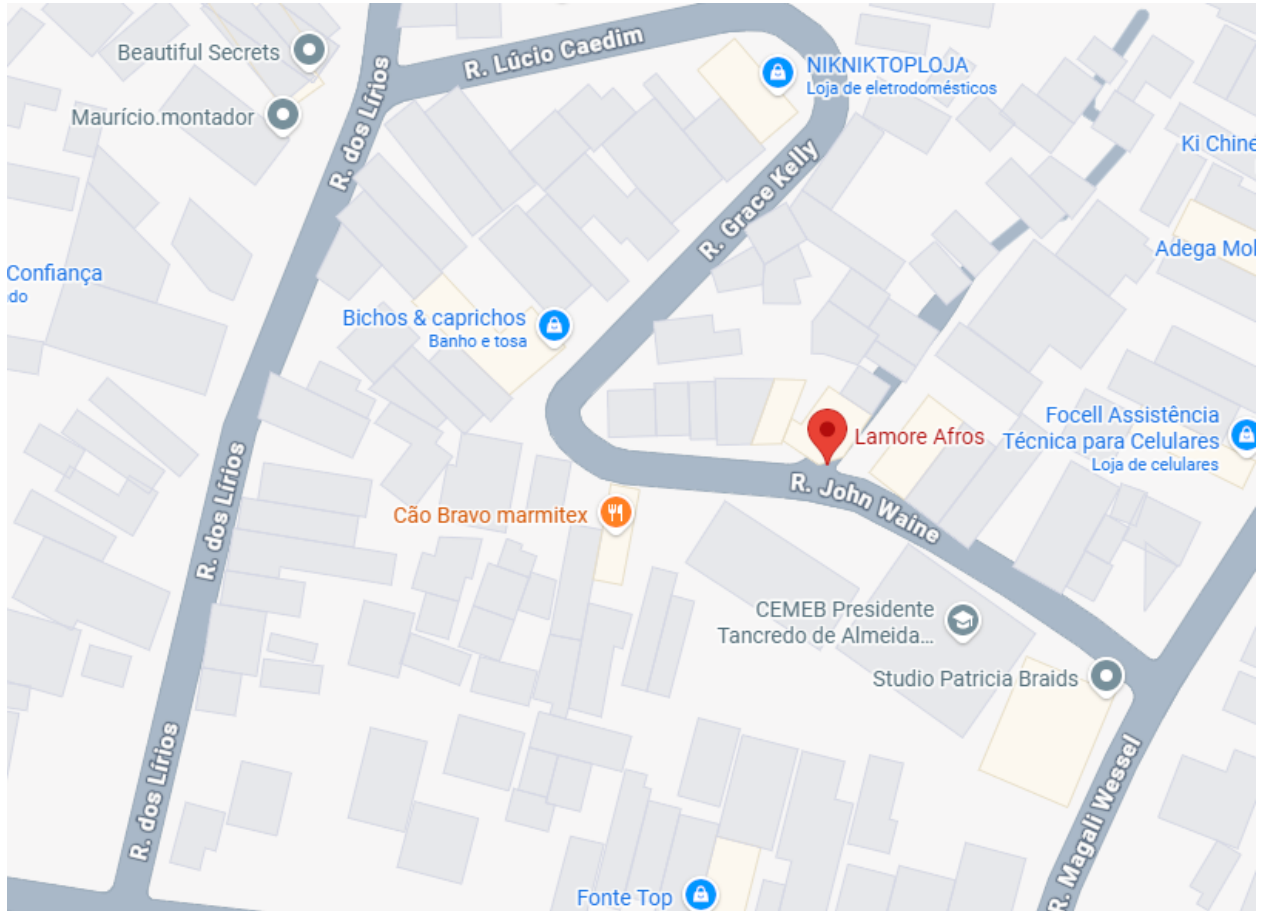 Beautiful Secrets
Maurício.montador
R. dos Lírios
R. Lúcio Caedim
NIKNIKTOPLOJA
Loja de eletrodomésticos
R. Grace Kelly
Ki Chine
Adega Mol
Confiança
do
Bichos & caprichos
Banho e tosa
Lamore Afros
Focell Assistência
Técnica para Celulares
Loja de celulares
R. dos Lírios
Cão Bravo marmitex
R. John Waine
CEMEB Presidente
Tancredo de Almeida...
Studio Patricia Braids
R. dos Lírios
R. Magali Wessel
Fonte Top